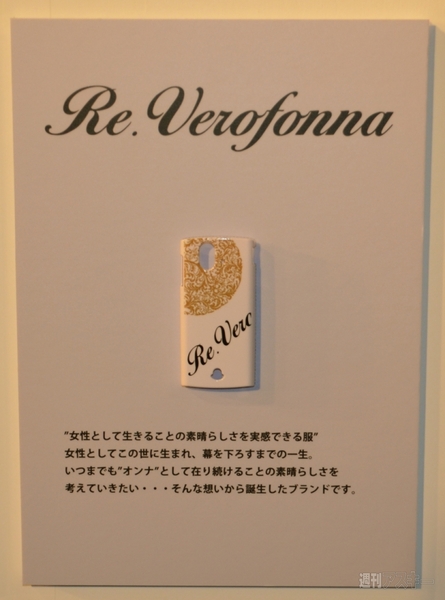 Re.Verofonna
Re.Vero
"女性として生きることの素晴らしさを実感できる服"
女性としてこの世に生まれ、幕を下ろすまでの一生。
いつまでも"オンナ"として在り続けることの素晴らしさを
考えていきたい・・・そんな想いから誕生したブランドです。
週刊